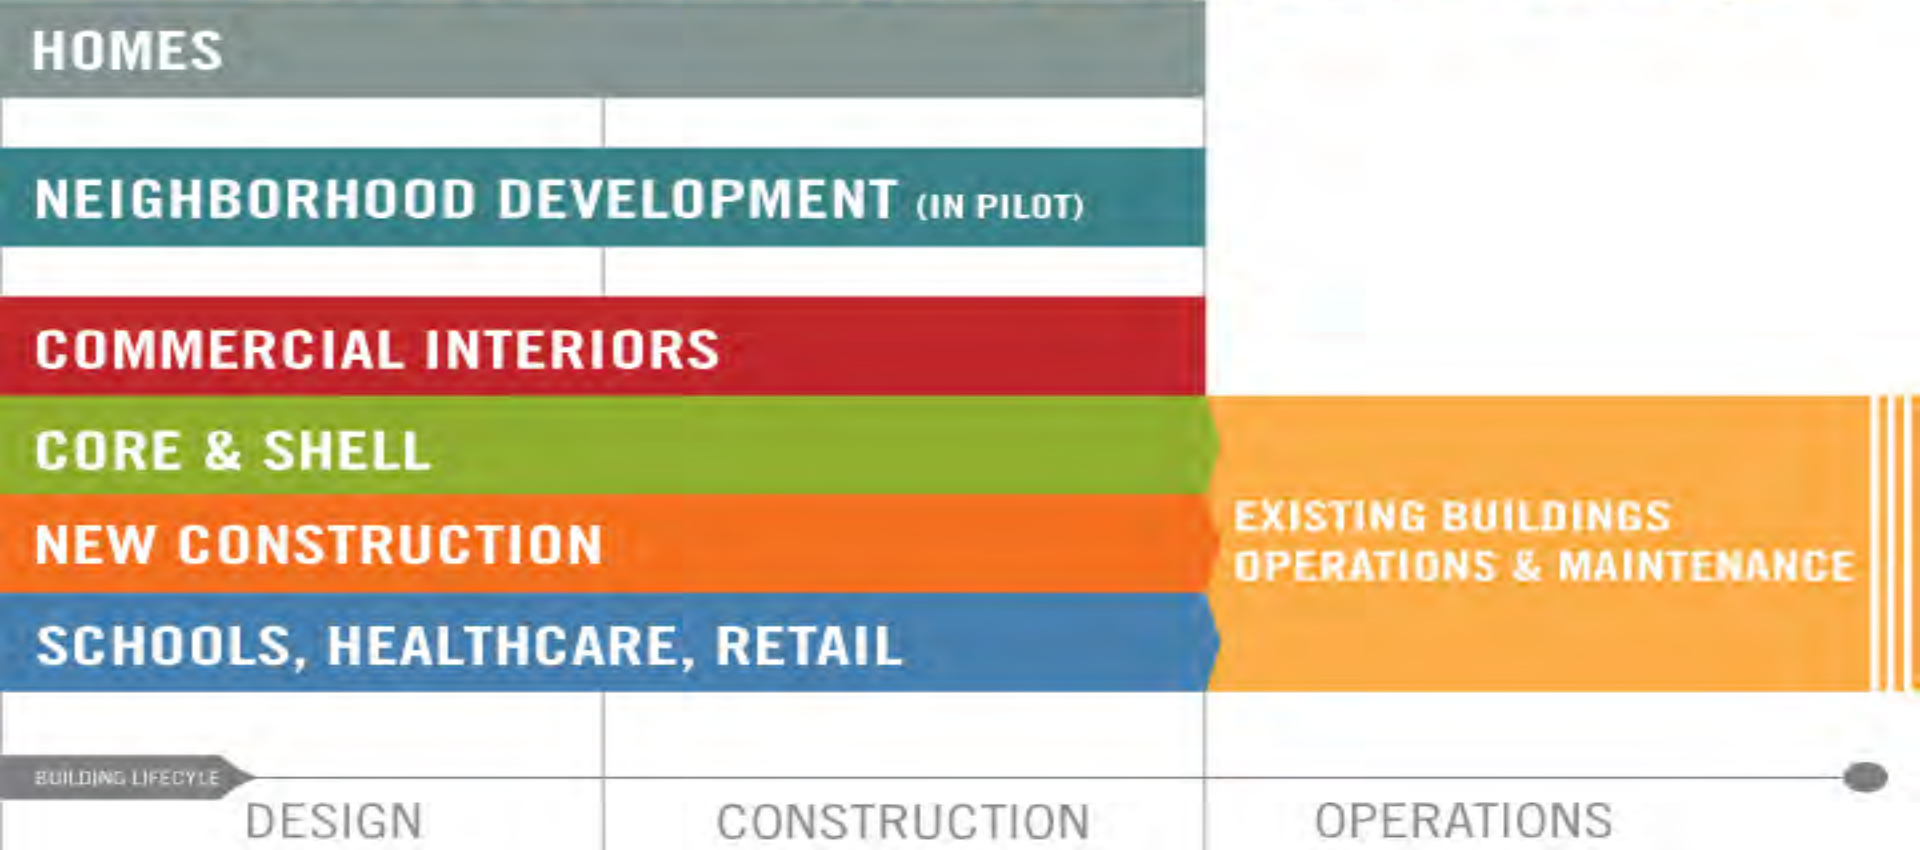 HOMES
NEIGHBORHOOD DEVELOPMENT (IN PILOT)
COMMERCIAL INTERIORS
CORE & SHELL
NEW CONSTRUCTION
SCHOOLS, HEALTHCARE, RETAIL
EXISTING BUILDINGS
OPERATIONS & MAINTENANCE
BUILDING LIFECYLE
DESIGN
CONSTRUCTION
OPERATIONS